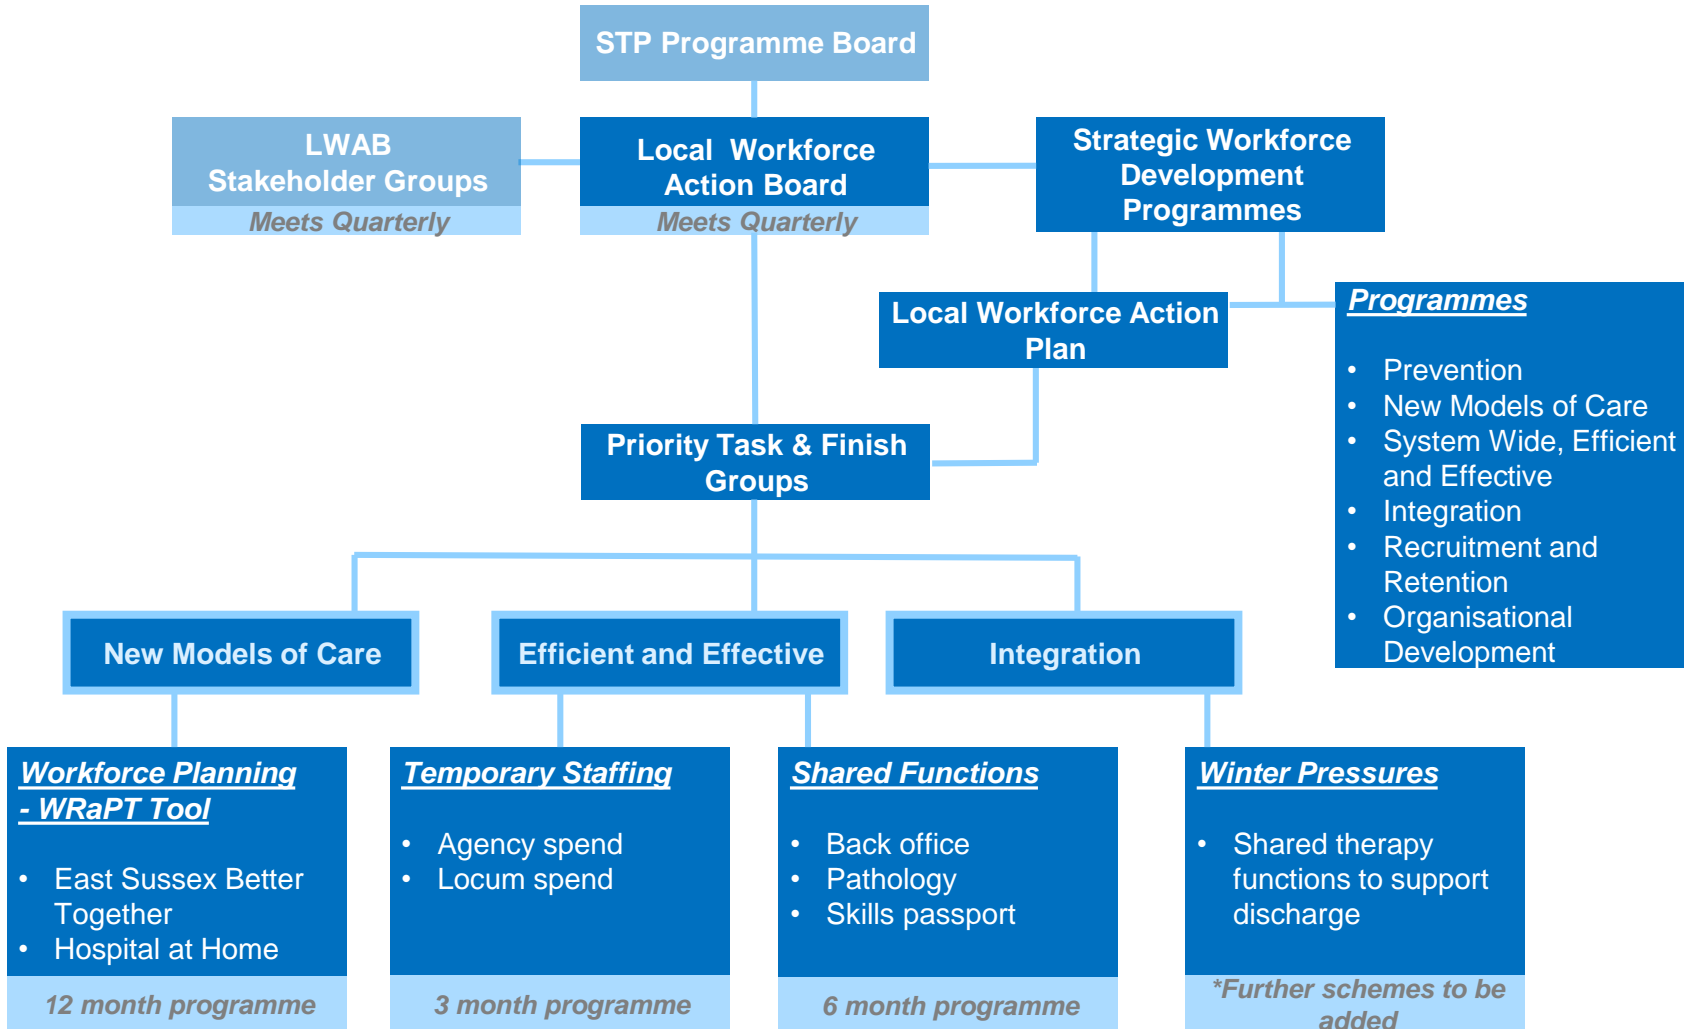 STP Programme Board
LWAB
Stakeholder Groups
Meets Quarterly
Local Workforce
Action Board
Meets Quarterly
Strategic Workforce
Development
Programmes
Local Workforce Action
Plan
Programmes
• Prevention
• New Models of Care
• System Wide, Efficient
and Effective
• Integration
• Recruitment and
Retention
• Organisational
Development
Priority Task & Finish
Groups
New Models of Care
Efficient and Effective
Integration
Workforce Planning
- WRaPT Tool
• East Sussex Better
Together
• Hospital at Home
12 month programme
Temporary Staffing
• Agency spend
• Locum spend
3 month programme
Shared Functions
• Back office
• Pathology
• Skills passport
6 month programme
Winter Pressures
• Shared therapy
functions to support
discharge
*Further schemes to be
added